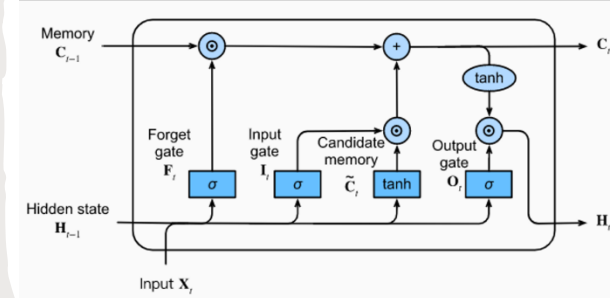 Memory
C_{t-1}
C_t
tanh
+
Forget
gate
F_t
Input
gate
I_t
Candidate
memory
C̃_t
Output
gate
O_t
σ
σ
tanh
σ
Hidden state
H_{t-1}
H_t
Input X_t